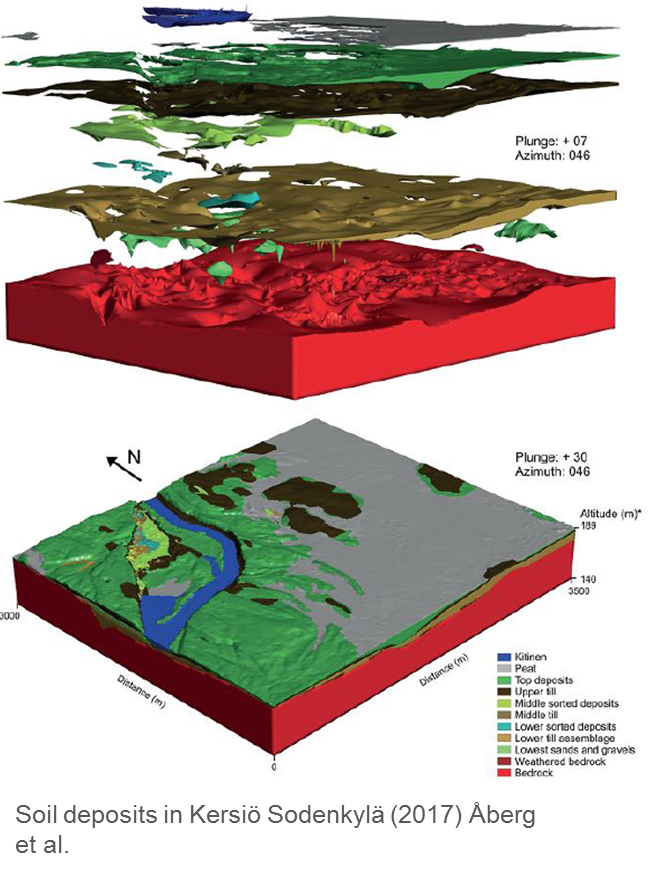 Plunge: + 07
Azimuth: 046
N
Plunge: + 30
Azimuth: 046
Altitude (m)*
189
140
3500
3000
Distance (m)
Distance (m)
0
Kitinen
Peat
Top deposits
Upper till
Middle sorted deposits
Middle till
Lower sorted deposits
Lower till assemblage
Lowest sands and gravels
Weathered bedrock
Bedrock
Soil deposits in Kersiö Sodenkylä (2017) Åberg
et al.